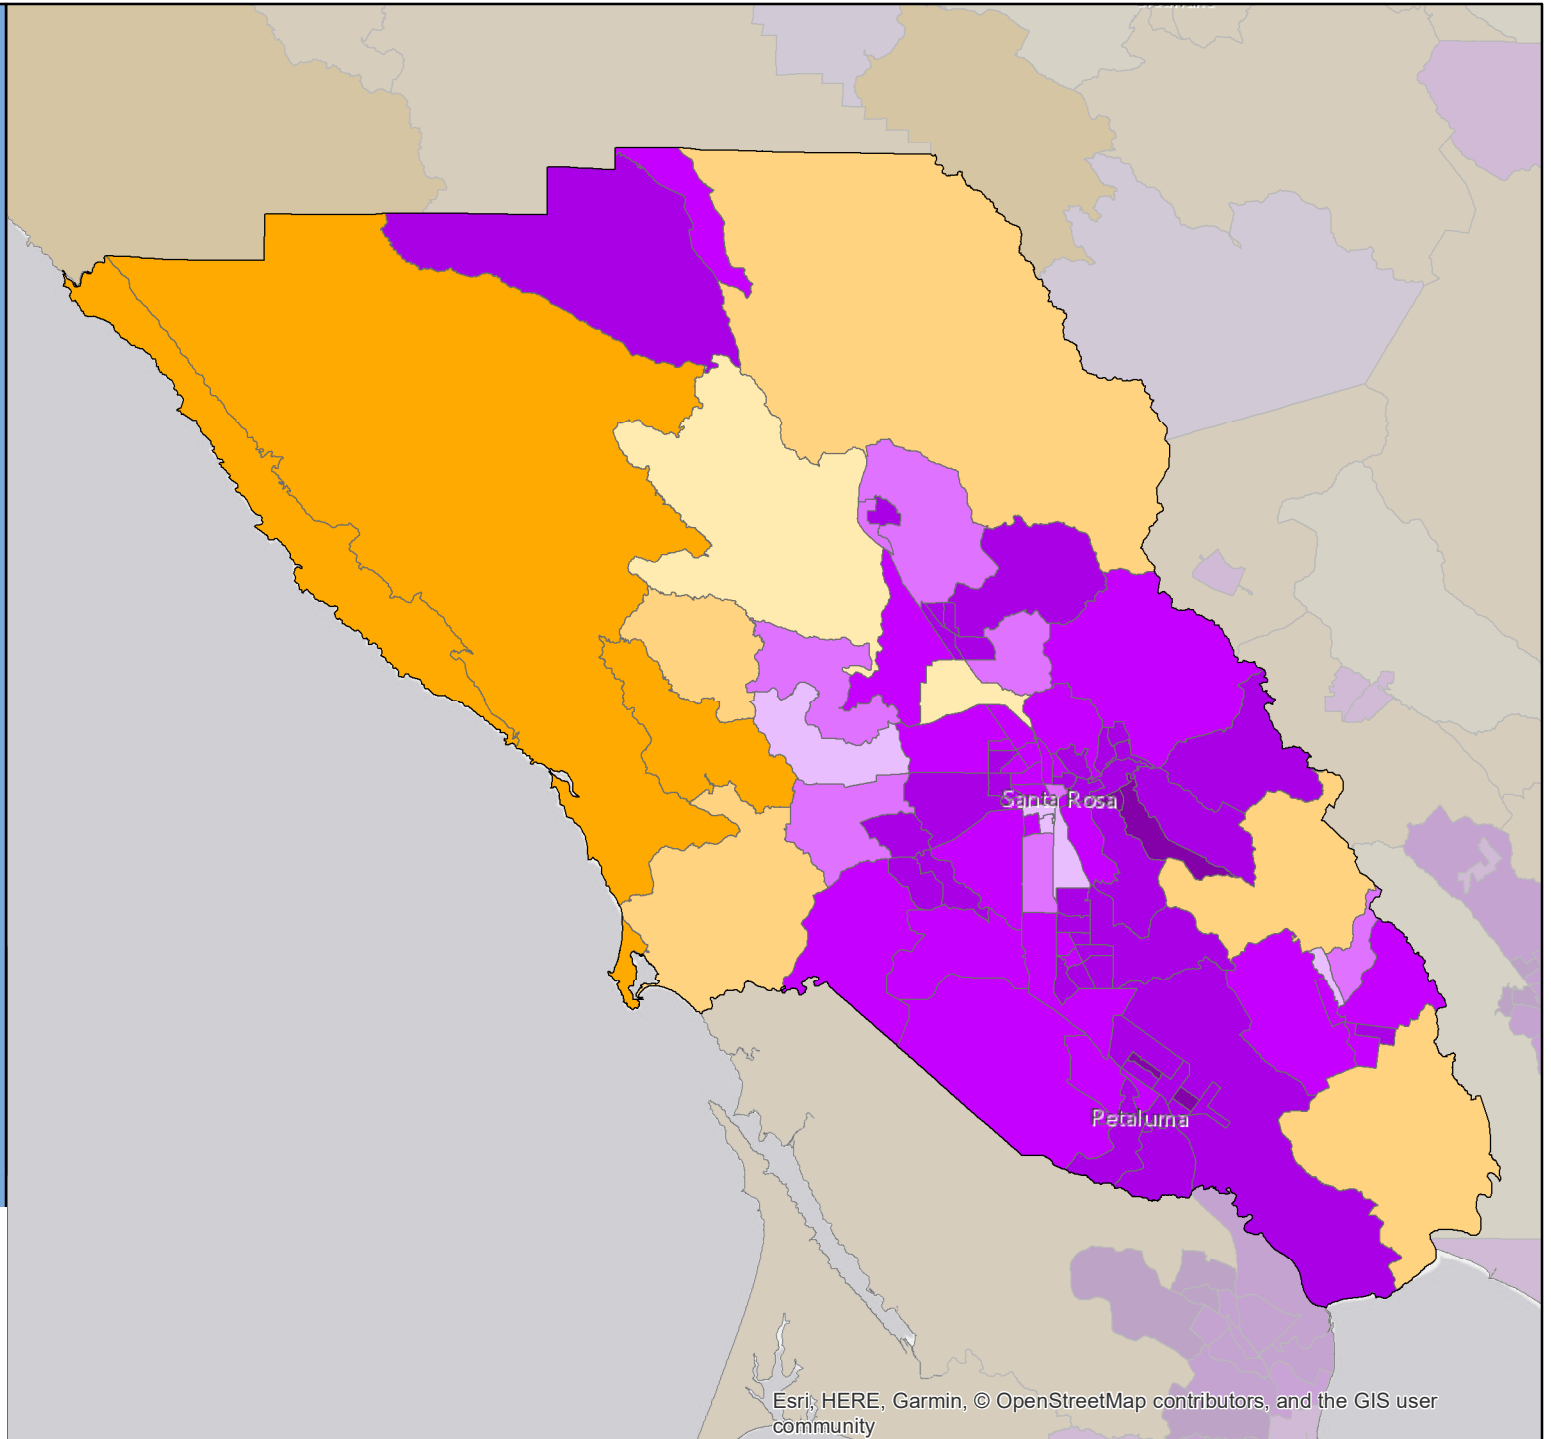 Santa Rosa
Petaluma
Esri, HERE, Garmin, © OpenStreetMap contributors, and the GIS user
community